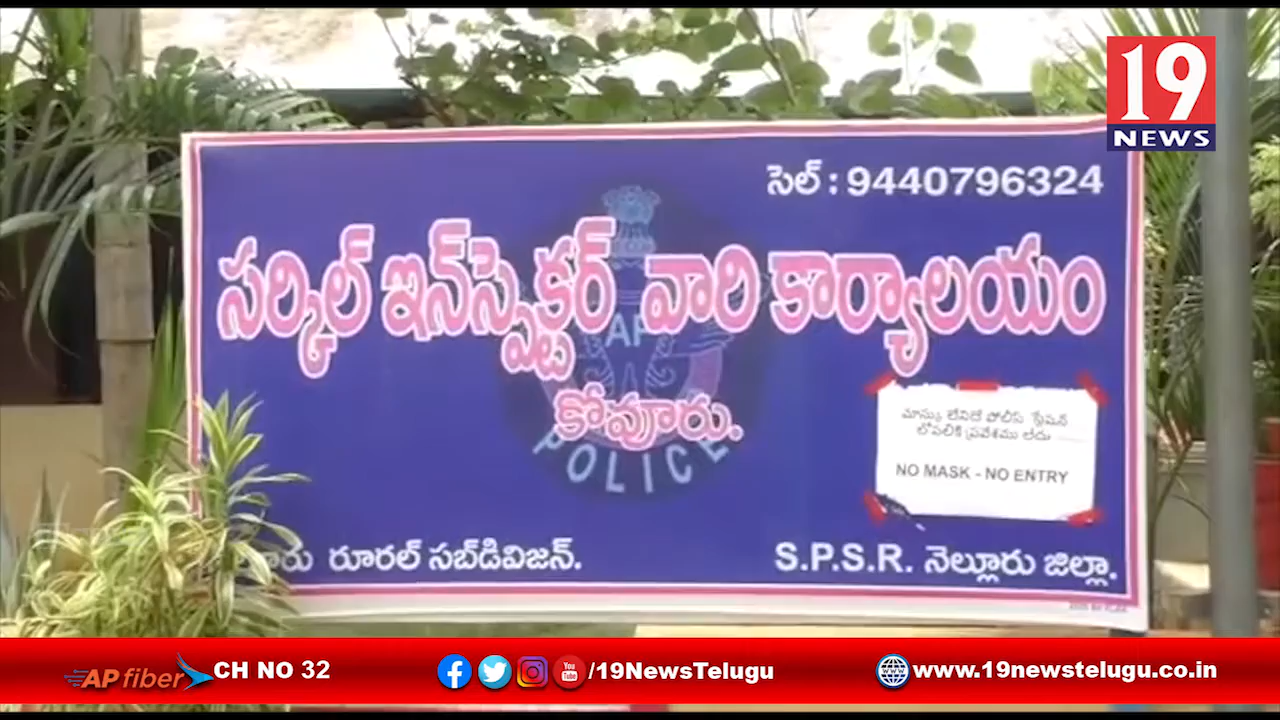 19
NEWS
సెల్ : 9440796324
సర్కిల్ ఇన్‌స్పెక్టర్ వారి కార్యాలయం
AP
కోవూరు.
POLICE
మాస్కు లేనిదే పోలీస్ స్టేషన్
లోపలికి ప్రవేశము లేదు
NO MASK - NO ENTRY
రూరల్ సబ్‌డివిజన్.
S.P.S.R. నెల్లూరు జిల్లా.
AP fiber CH NO 32
/19NewsTelugu
www.19newstelugu.co.in